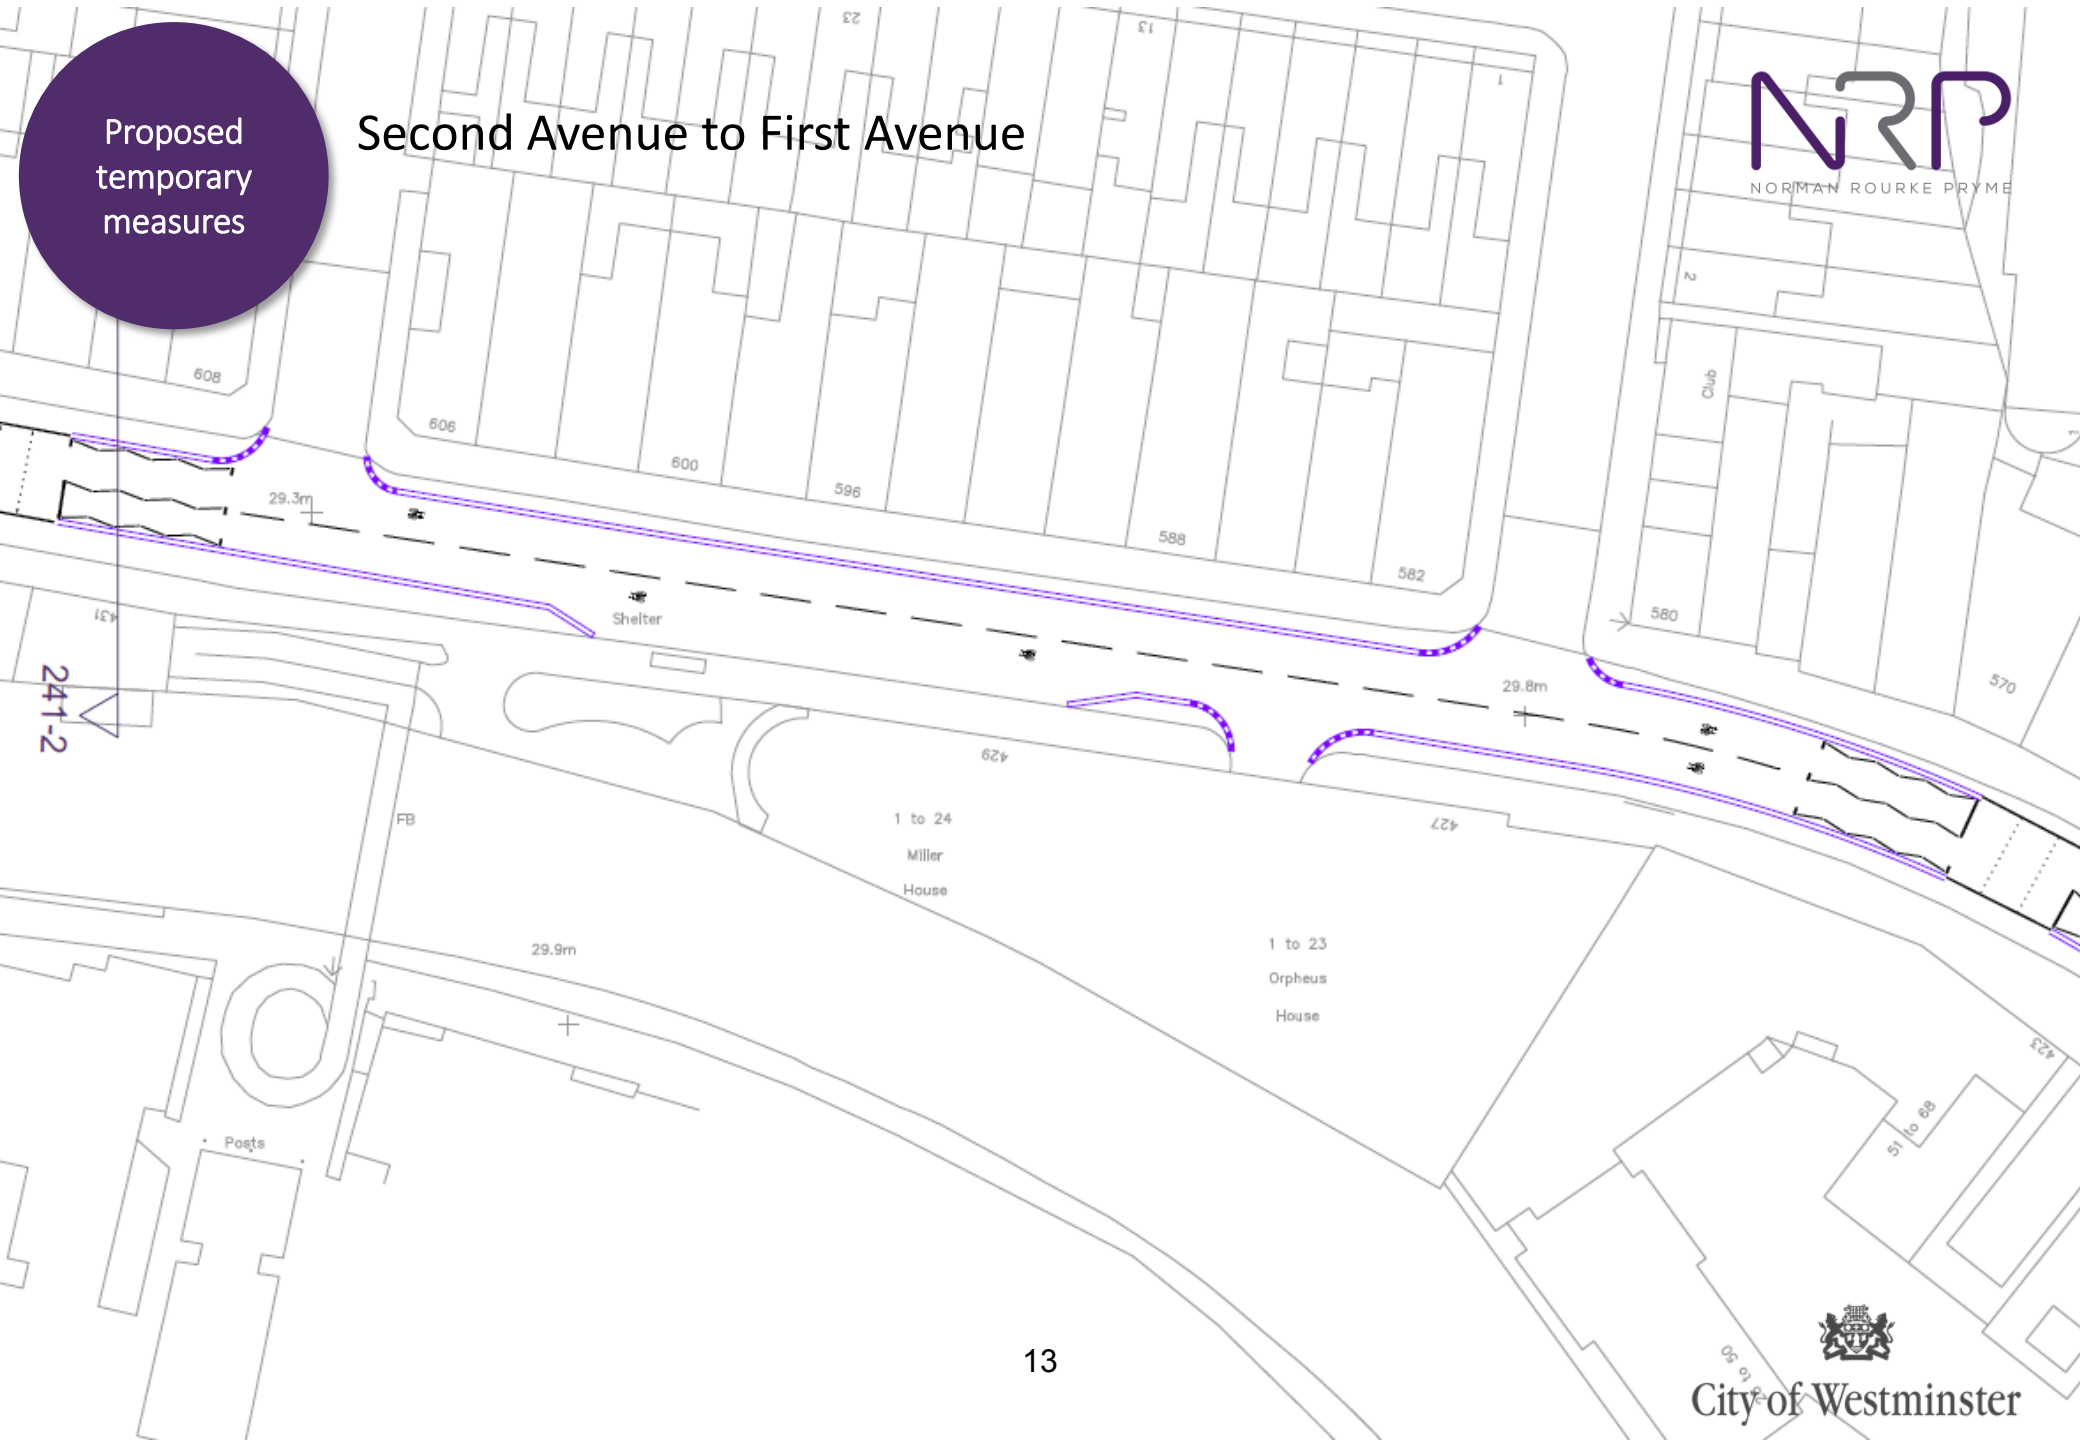 Proposed
temporary
measures
Second Avenue to First Avenue
NRP
NORMAN ROURKE PRYME
23
13
1
2
Club
608
606
600
596
588
582
580
570
29.3m
Shelter
29.8m
431
241-2
429
427
FB
1 to 24
Miller
House
29.9m
1 to 23
Orpheus
House
423
51 to 68
Posts
13
City of Westminster